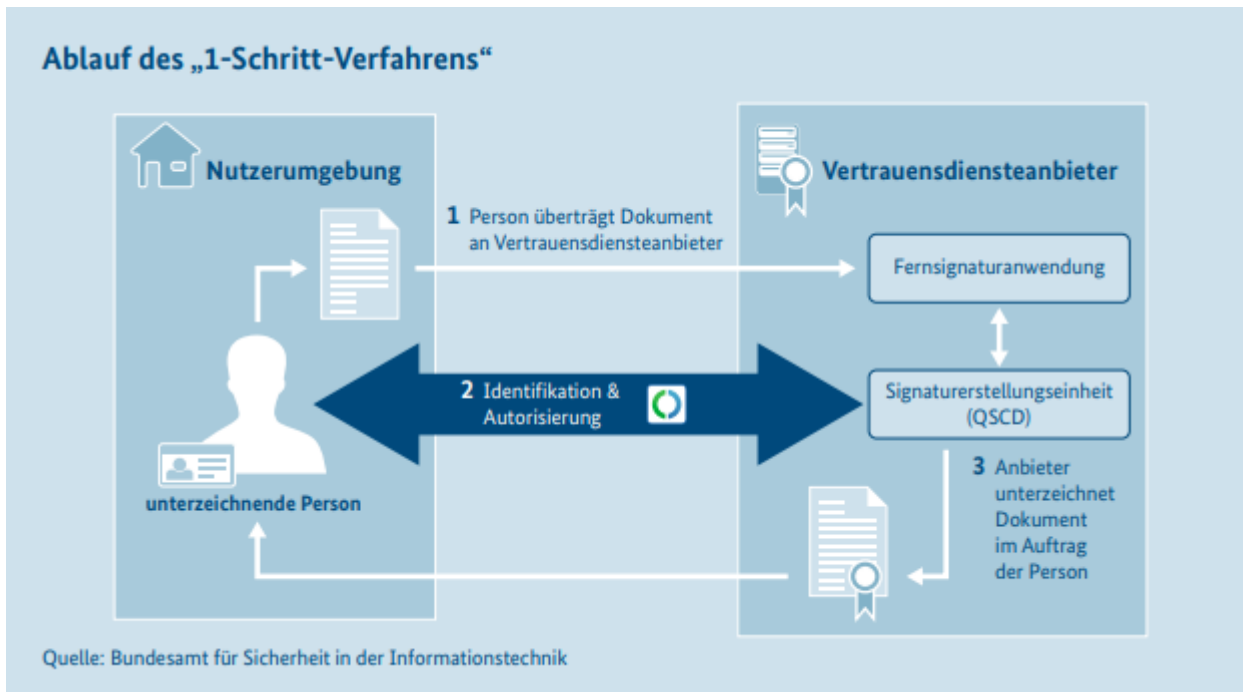 Ablauf des „1-Schritt-Verfahrens“
Nutzerumgebung
1 Person überträgt Dokument
an Vertrauensdiensteanbieter
Vertrauensdiensteanbieter
Fernsignaturanwendung
2 Identifikation &
Autorisierung
Signaturerstellungseinheit
(QSCD)
unterzeichnende Person
3 Anbieter
unterzeichnet
Dokument
im Auftrag
der Person
Quelle: Bundesamt für Sicherheit in der Informationstechnik